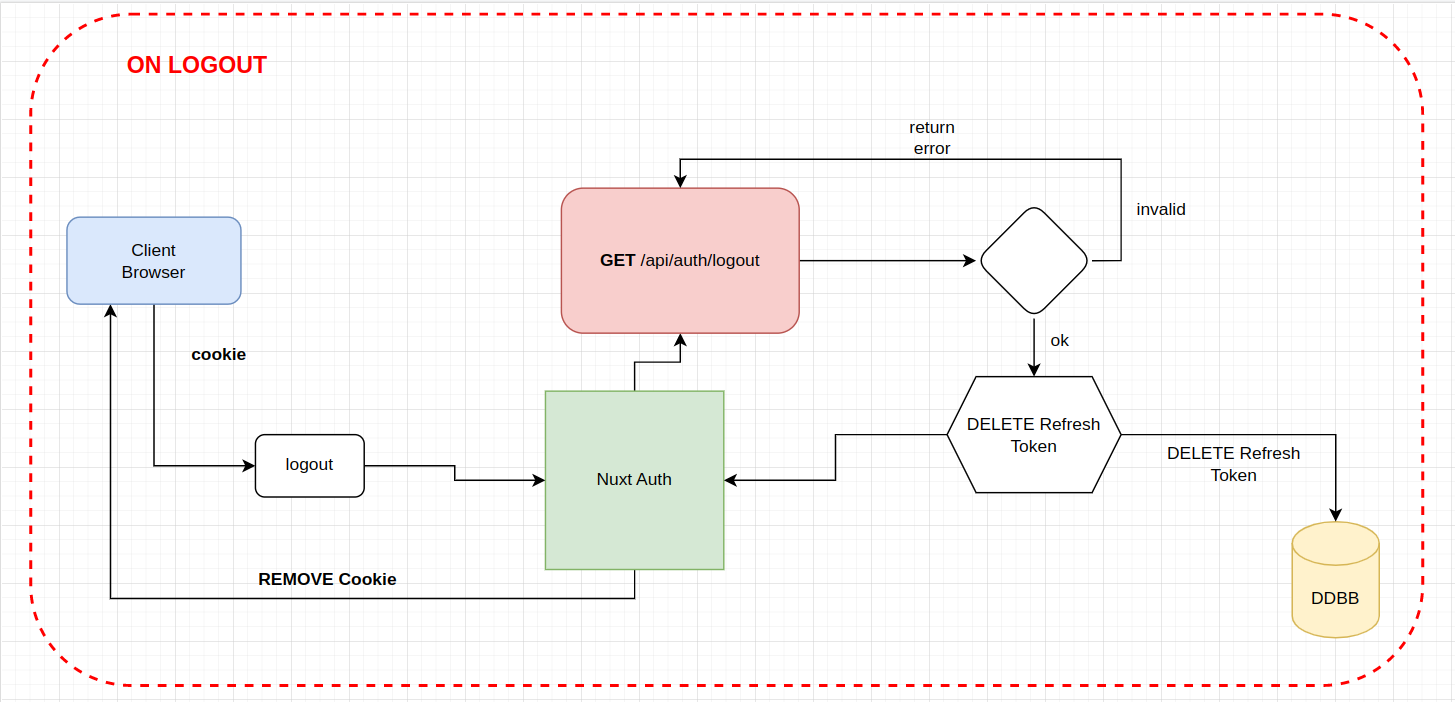 ON LOGOUT
return
error
invalid
Client
Browser
GET /api/auth/logout
ok
cookie
DELETE Refresh
Token
DELETE Refresh
Token
logout
Nuxt Auth
REMOVE Cookie
DDBB